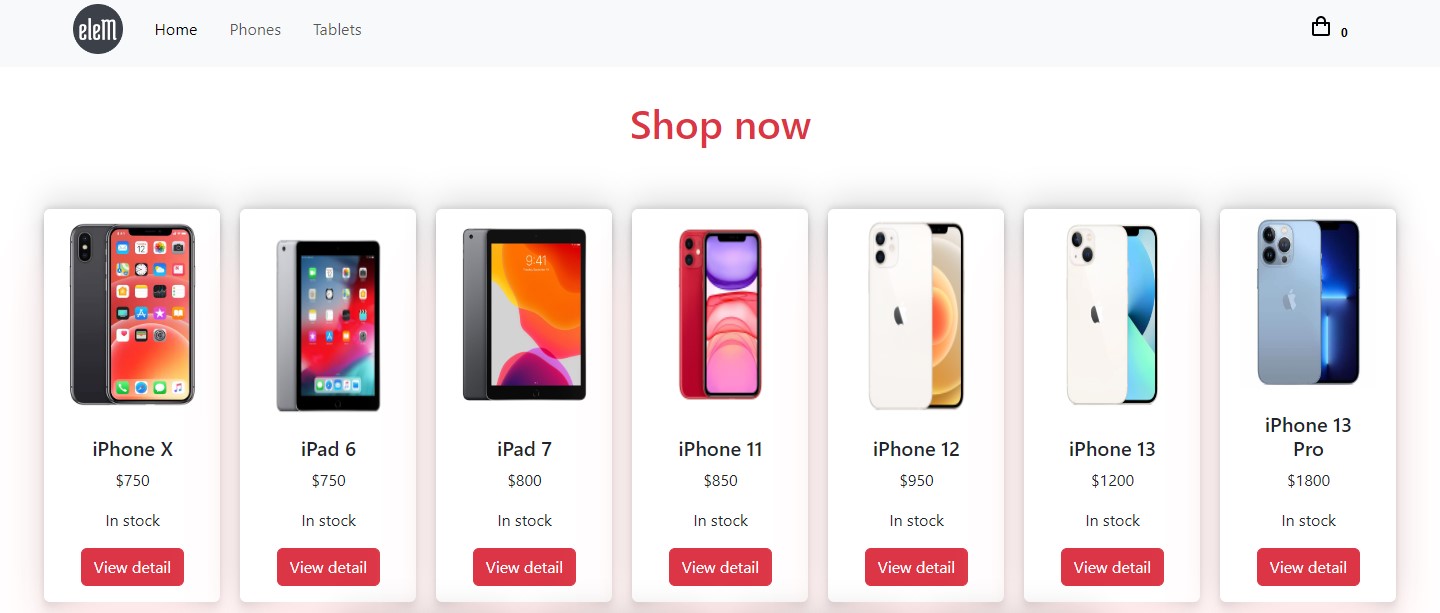 elem
Home
Phones
Tablets
0
Shop now
9:41
iPhone X
$750
In stock
View detail
iPad 6
$750
In stock
View detail
iPad 7
$800
In stock
View detail
iPhone 11
$850
In stock
View detail
iPhone 12
$950
In stock
View detail
iPhone 13
$1200
In stock
View detail
iPhone 13
Pro
$1800
In stock
View detail